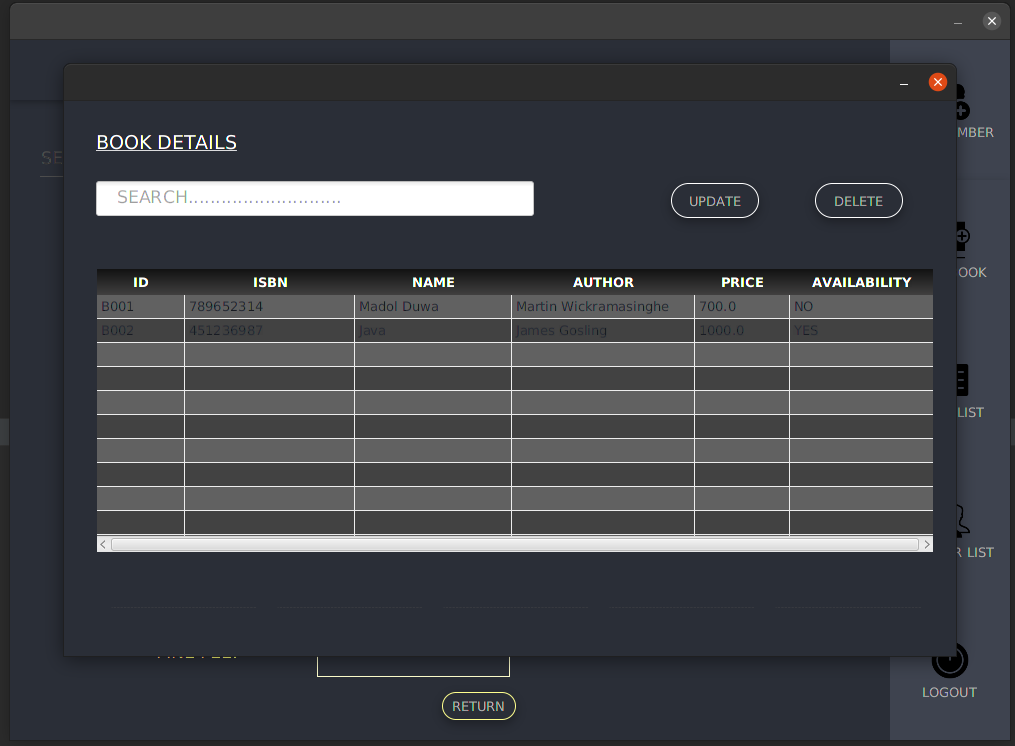 BOOK DETAILS
SEARCH............................
UPDATE
DELETE
ID ISBN NAME AUTHOR PRICE AVAILABILITY
B001 789652314 Madol Duwa Martin Wickramasinghe 700.0 NO
B002 451236987 Java James Gosling 1000.0 YES
SE
MBER
OOK
LIST
R LIST
LOGOUT
RETURN